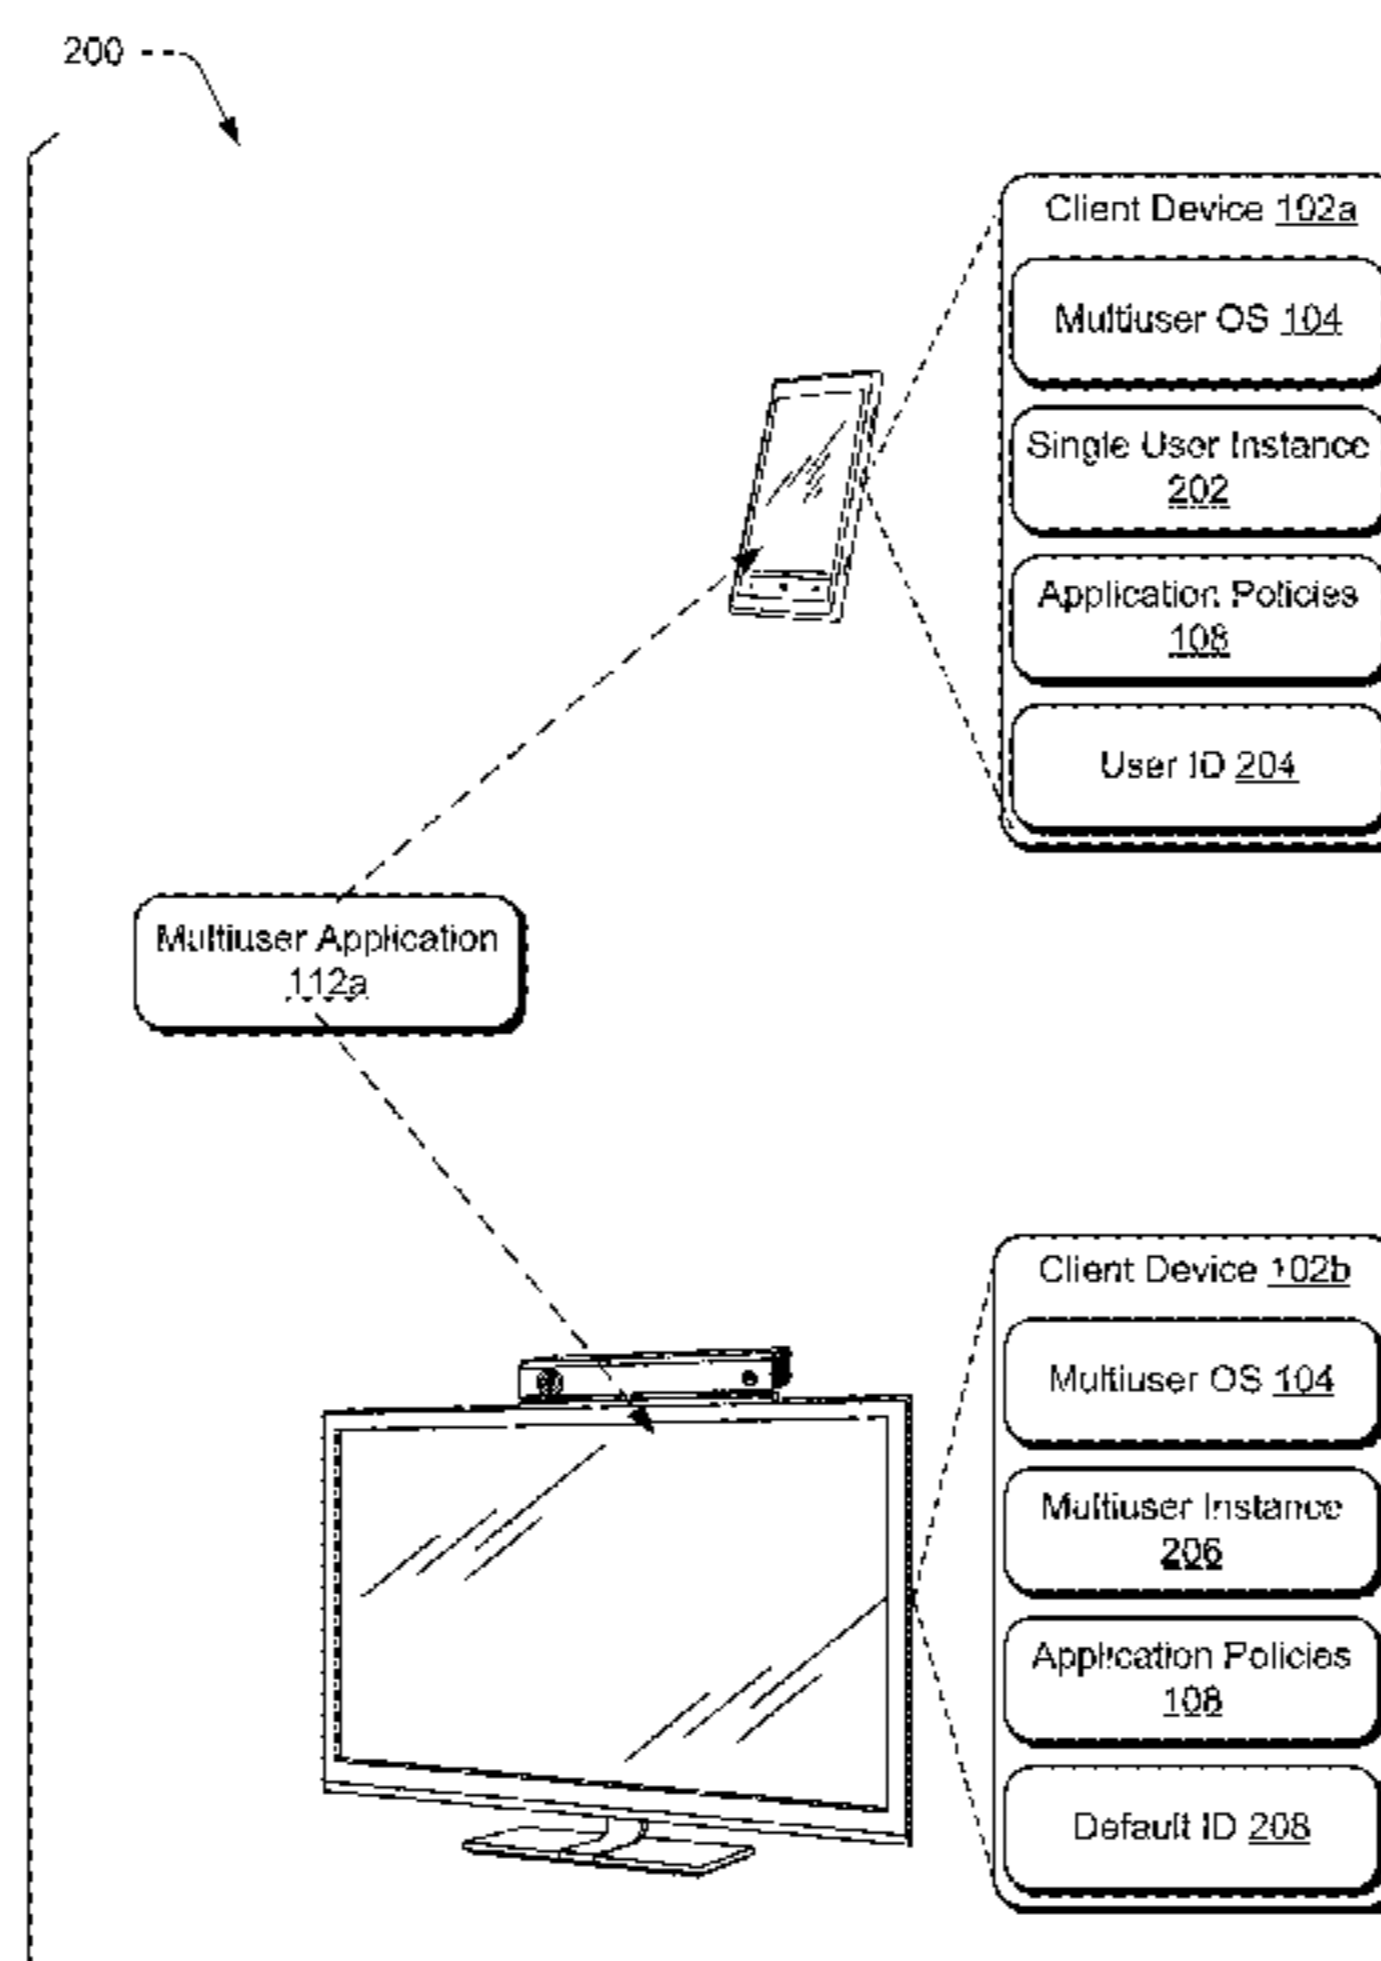 200
Client Device 102a
Multiuser OS 104
Single User Instance
202
Application Policies
108
User ID 204
Multiuser Application
112a
Client Device 102b
Multiuser OS 104
Multiuser Instance
206
Application Policies
108
Default ID 208